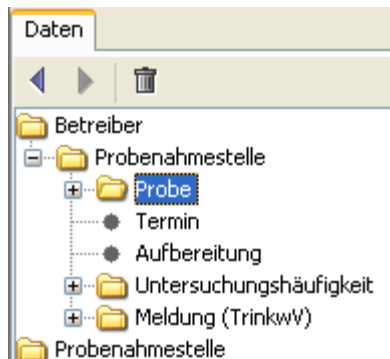 Daten
Betreiber
Probenahmestelle
Probe
Termin
Aufbereitung
Untersuchungshäufigkeit
Meldung (TrinkwV)
Probenahmestelle